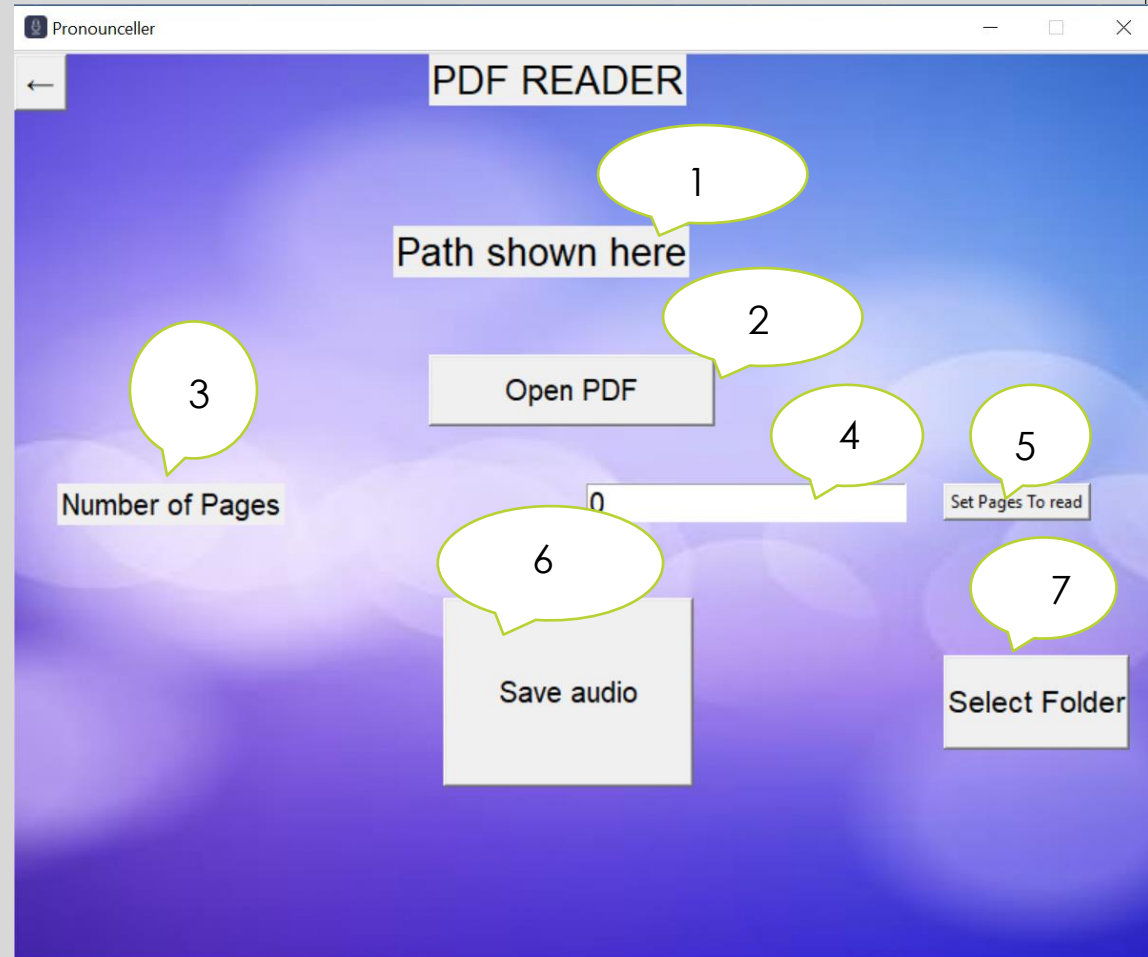 Pronounceller
←
PDF READER
1
Path shown here
2
Open PDF
3
4
5
Number of Pages
0
Set Pages To read
6
7
Save audio
Select Folder